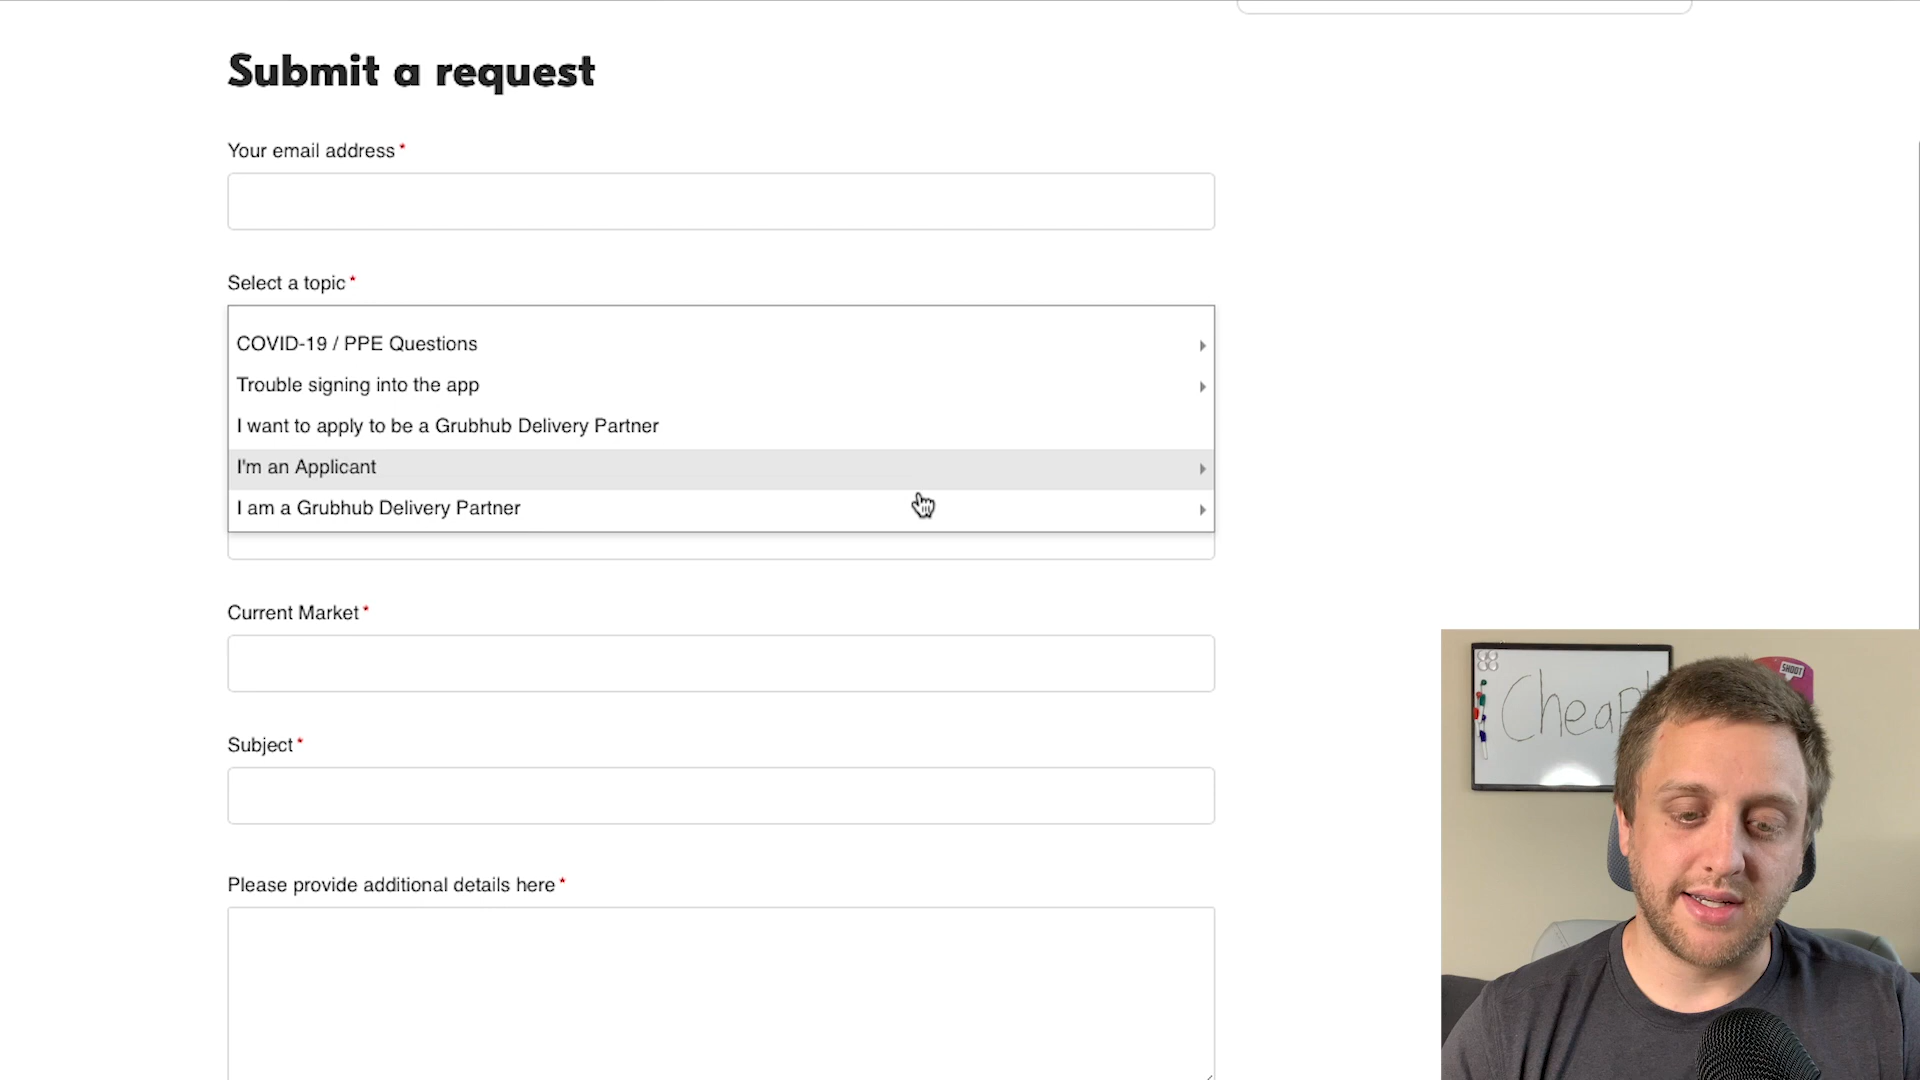 Submit a request
Your email address*
Select a topic*
COVID-19 / PPE Questions
Trouble signing into the app
I want to apply to be a Grubhub Delivery Partner
I'm an Applicant
I am a Grubhub Delivery Partner
Current Market*
Subject*
Please provide additional details here*
SHOOT
Cheap